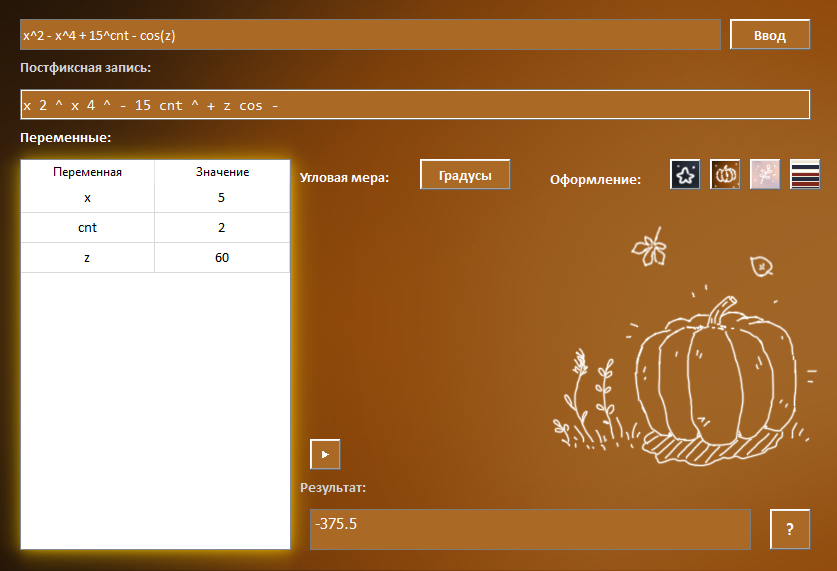 x^2 - x^4 + 15^cnt - cos(z)
Ввод
Постфиксная запись:
x 2 ^ x 4 ^ - 15 cnt ^ + z cos -
Переменные:
Переменная Значение
x 5
cnt 2
z 60
Угловая мера:
Градусы
Оформление:
Результат:
-375.5
?